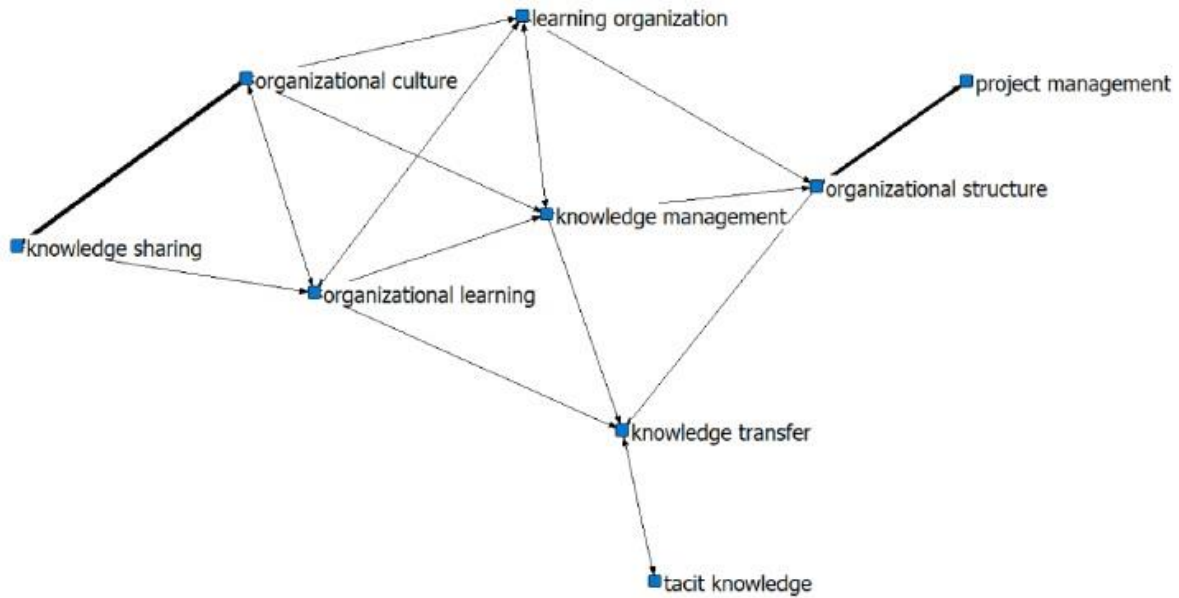 learning organization
organizational culture
project management
organizational structure
knowledge management
knowledge sharing
organizational learning
knowledge transfer
tacit knowledge